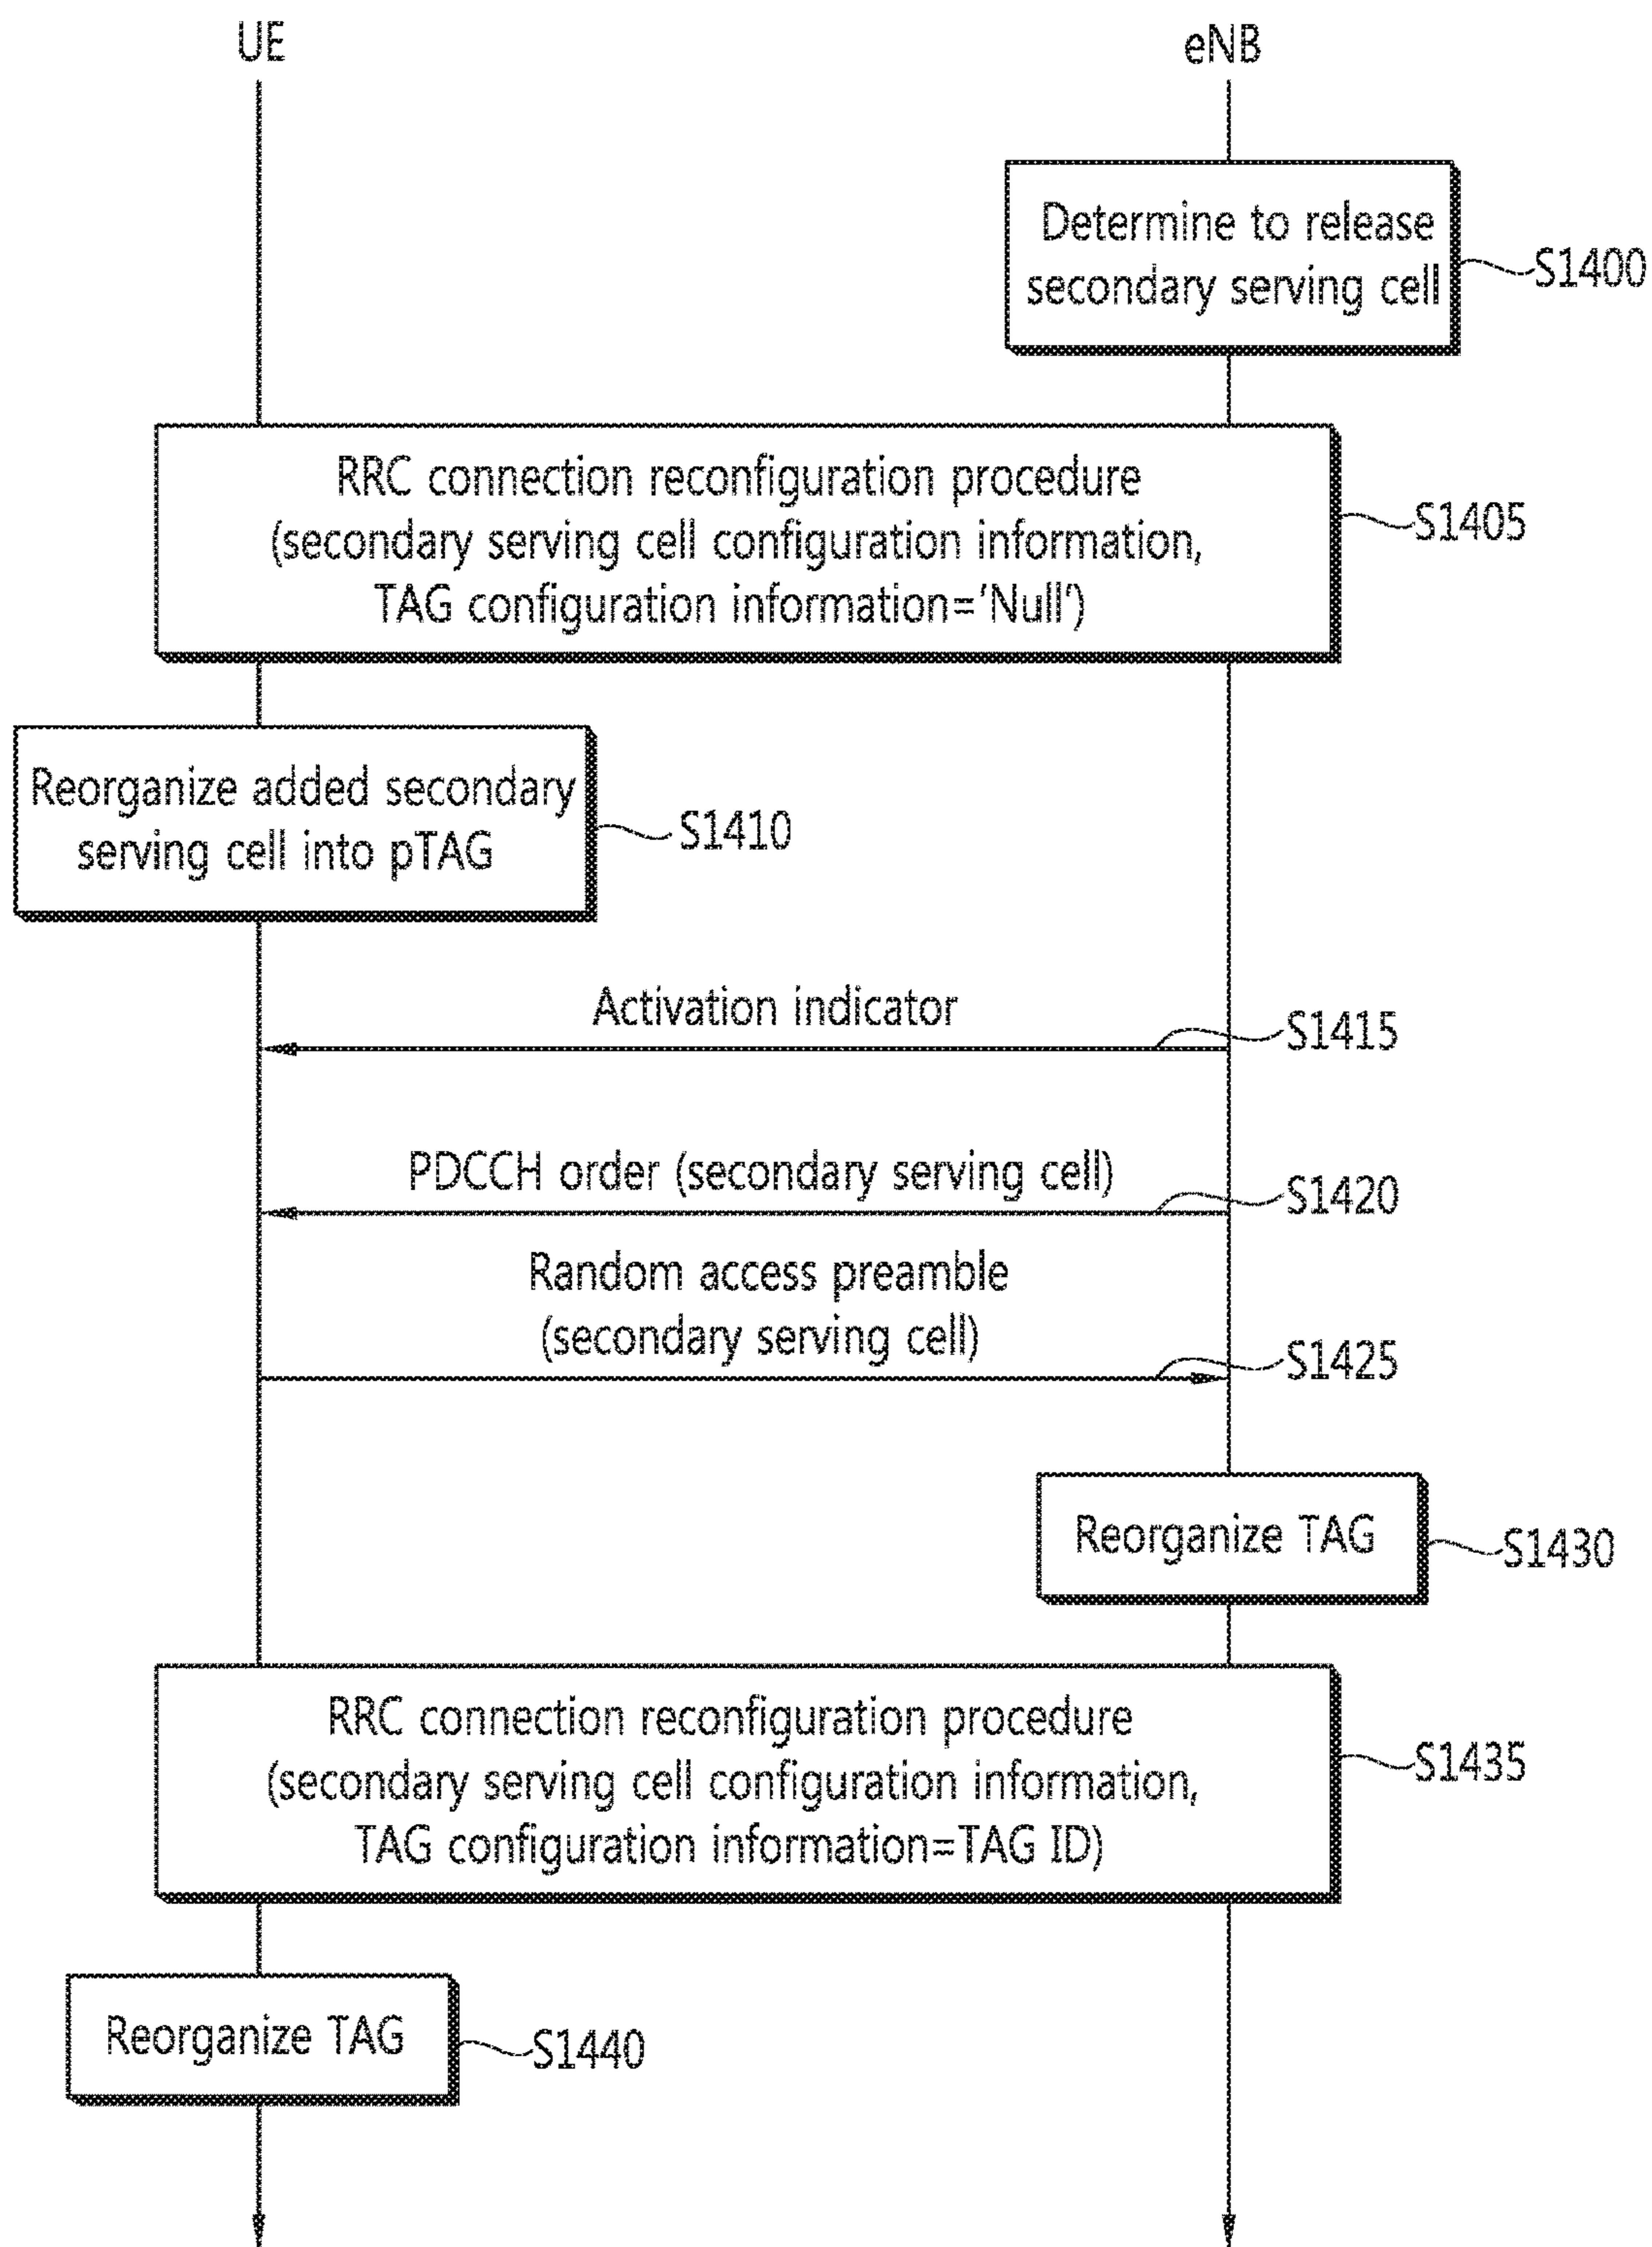 UE
eNB
Determine to release
secondary serving cell
S1400
RRC connection reconfiguration procedure
(secondary serving cell configuration information,
TAG configuration information='Null')
S1405
Reorganize added secondary
serving cell into pTAG
S1410
Activation indicator
S1415
PDCCH order (secondary serving cell)
S1420
Random access preamble
(secondary serving cell)
S1425
Reorganize TAG
S1430
RRC connection reconfiguration procedure
(secondary serving cell configuration information,
TAG configuration information=TAG ID)
S1435
Reorganize TAG
S1440